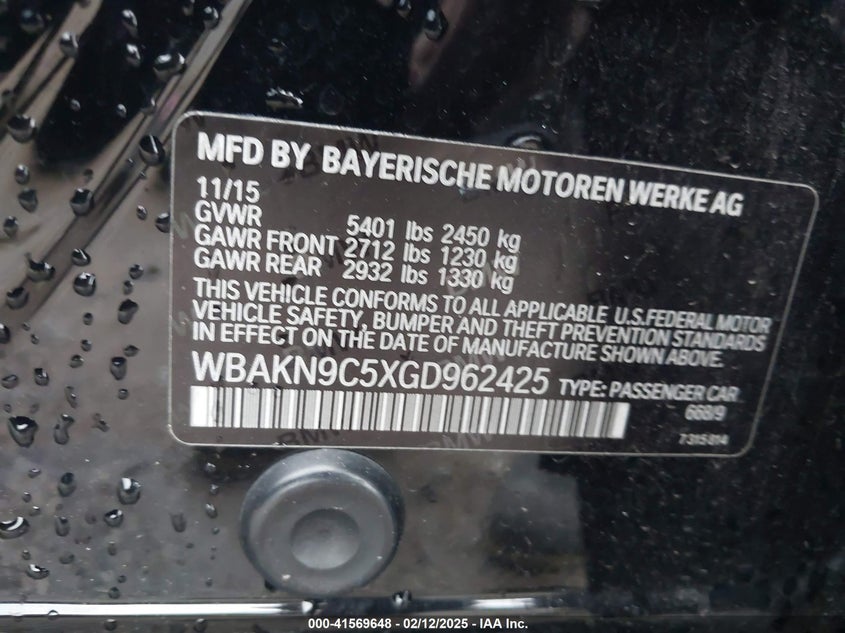 MFD BY BAYERISCHE MOTOREN WERKE AG
11/15
GVWR 5401 lbs 2450 kg
GAWR FRONT 2712 lbs 1230 kg
GAWR REAR 2932 lbs 1330 kg
THIS VEHICLE CONFORMS TO ALL APPLICABLE U.S.FEDERAL MOTOR
VEHICLE SAFETY, BUMPER AND THEFT PREVENTION STANDARDS
IN EFFECT ON THE DATE OF MANUFACTURE SHOWN ABOVE.
WBAKN9C5XGD962425 TYPE: PASSENGER CAR
668/9
7 315 814
000-41569648 - 02/12/2025 - IAA Inc.